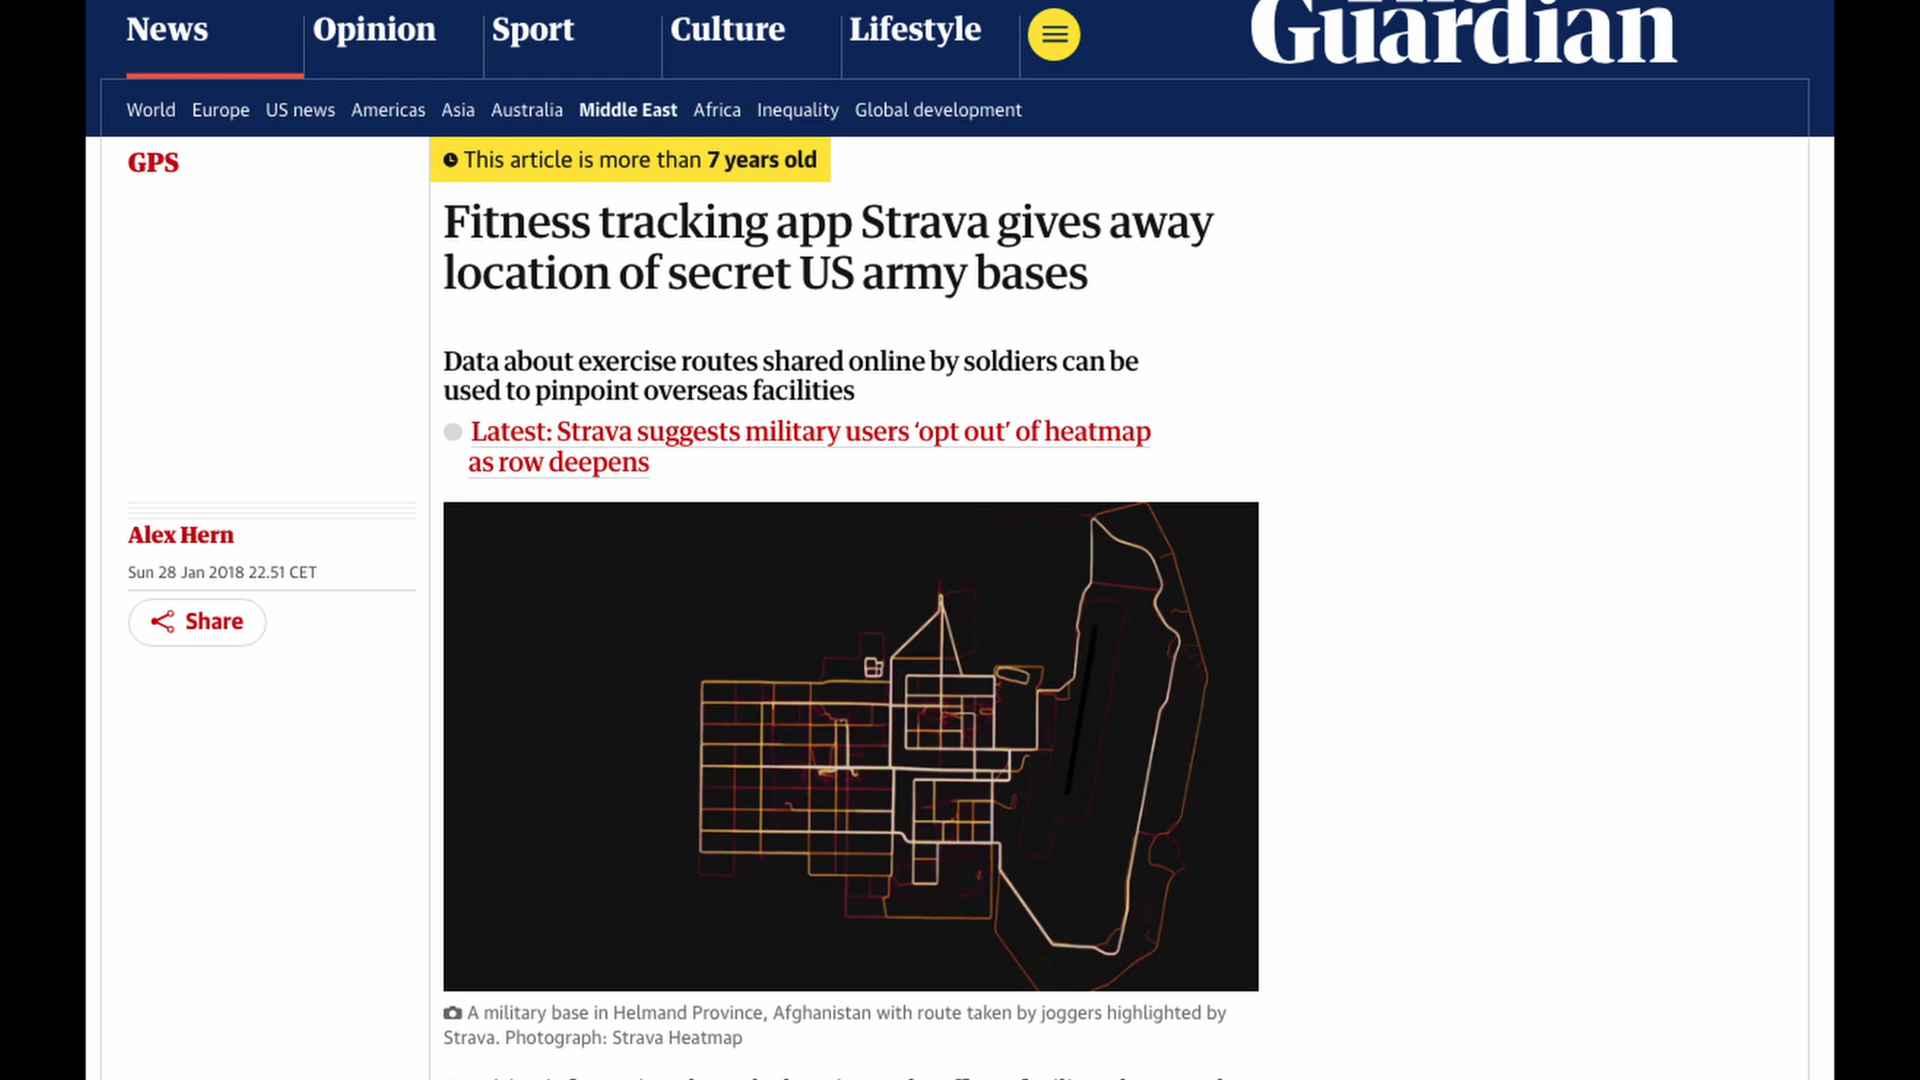 News
Opinion
Sport
Culture
Lifestyle
Guardian
World Europe US news Americas Asia Australia Middle East Africa Inequality Global development
GPS
This article is more than 7 years old
Fitness tracking app Strava gives away
location of secret US army bases
Data about exercise routes shared online by soldiers can be
used to pinpoint overseas facilities
Latest: Strava suggests military users ‘opt out’ of heatmap
as row deepens
Alex Hern
Sun 28 Jan 2018 22.51 CET
Share
A military base in Helmand Province, Afghanistan with route taken by joggers highlighted by
Strava. Photograph: Strava Heatmap